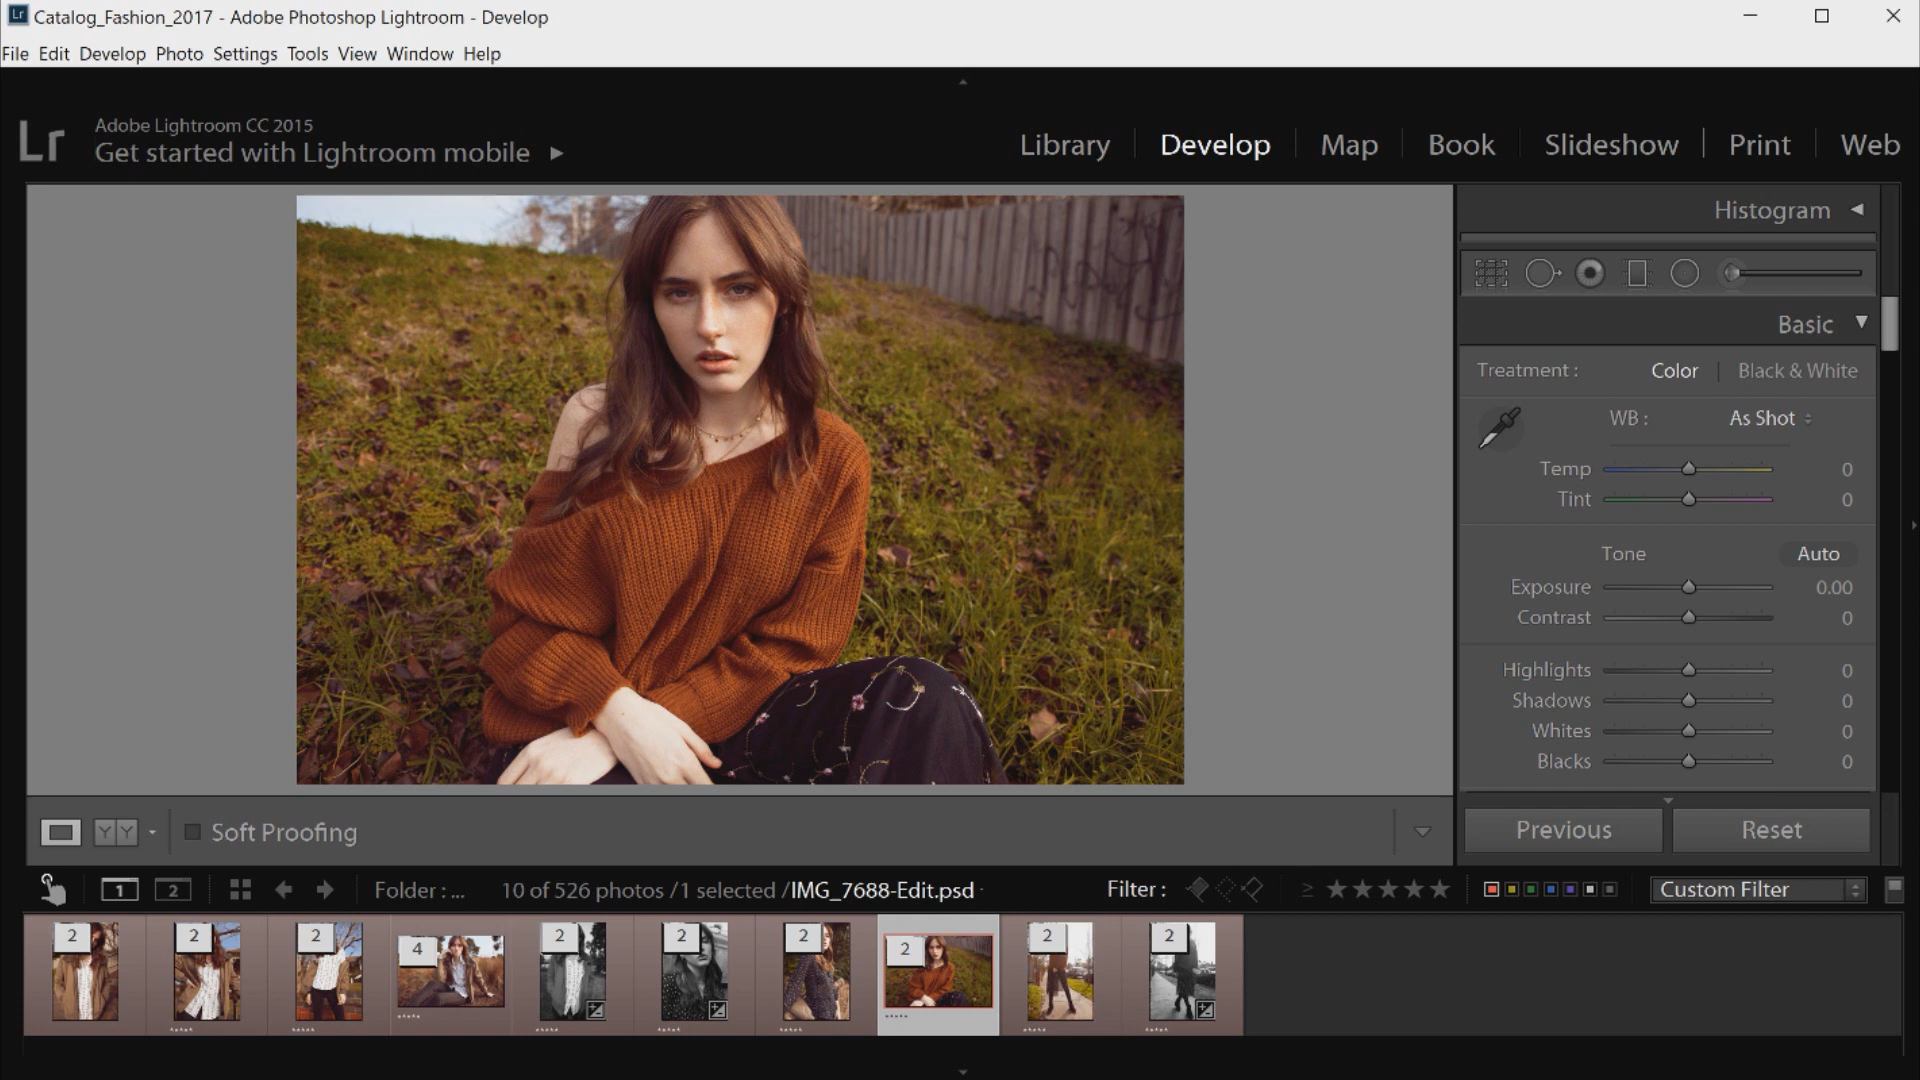 Lr Catalog_Fashion_2017 - Adobe Photoshop Lightroom - Develop
File Edit Develop Photo Settings Tools View Window Help
Lr
Adobe Lightroom CC 2015
Get started with Lightroom mobile
Library Develop Map Book Slideshow Print Web
Histogram
Basic
Treatment : Color Black & White
WB : As Shot
Temp 0
Tint 0
Tone Auto
Exposure 0.00
Contrast 0
Highlights 0
Shadows 0
Whites 0
Blacks 0
Previous Reset
Y Y Soft Proofing
1 2 Folder : ... 10 of 526 photos /1 selected /IMG_7688-Edit.psd Filter : ≥ Custom Filter
2 2 2 4 2 2 2 2 2 2